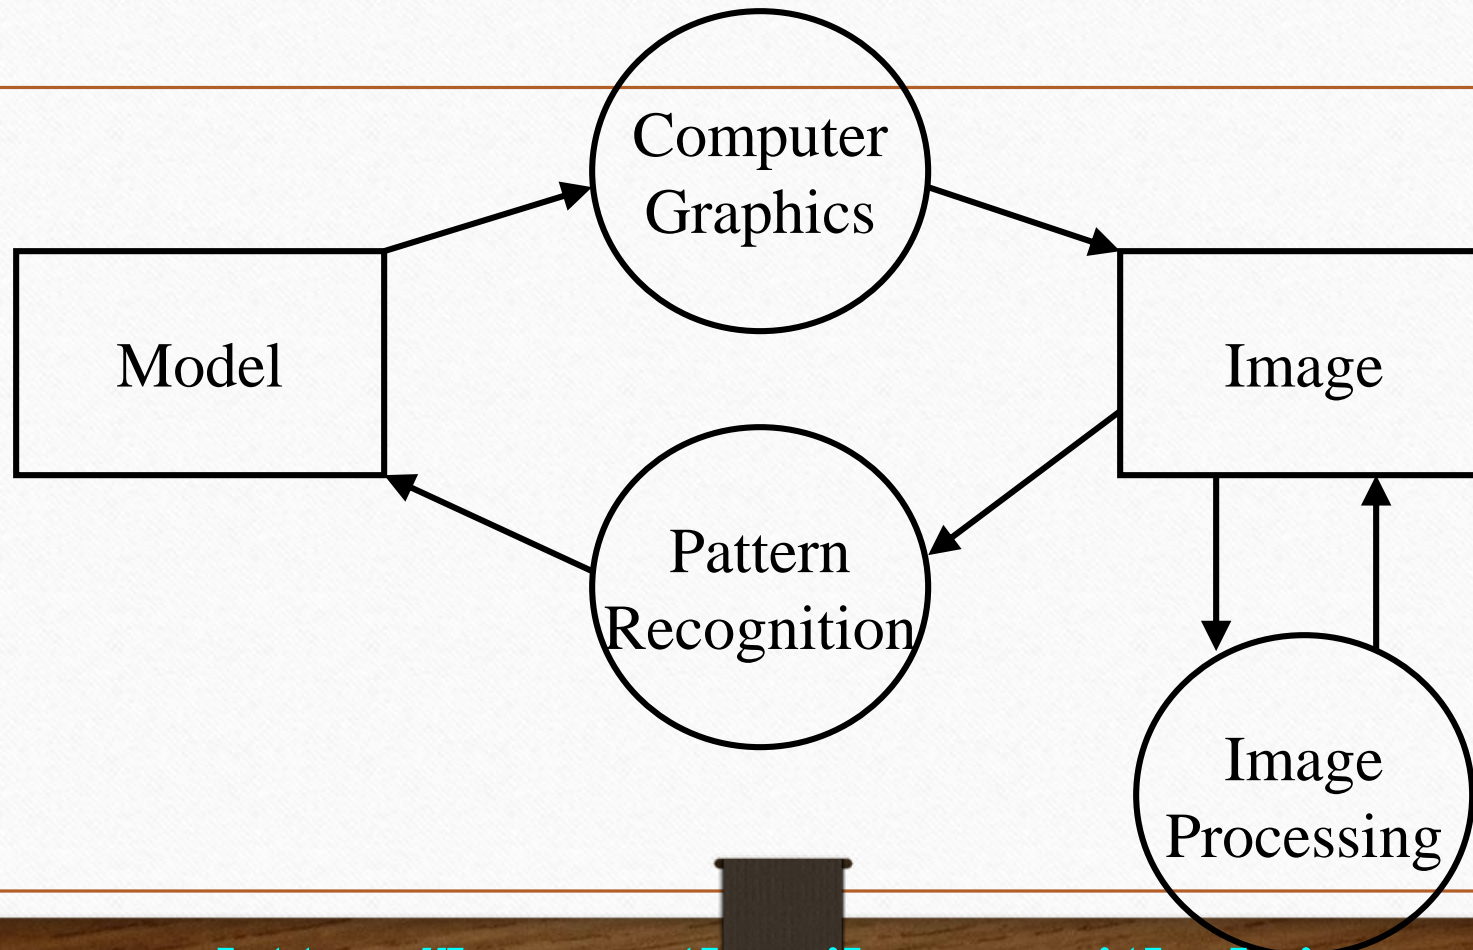 Computer
Graphics
Model
Image
Pattern
Recognition
Image
Processing